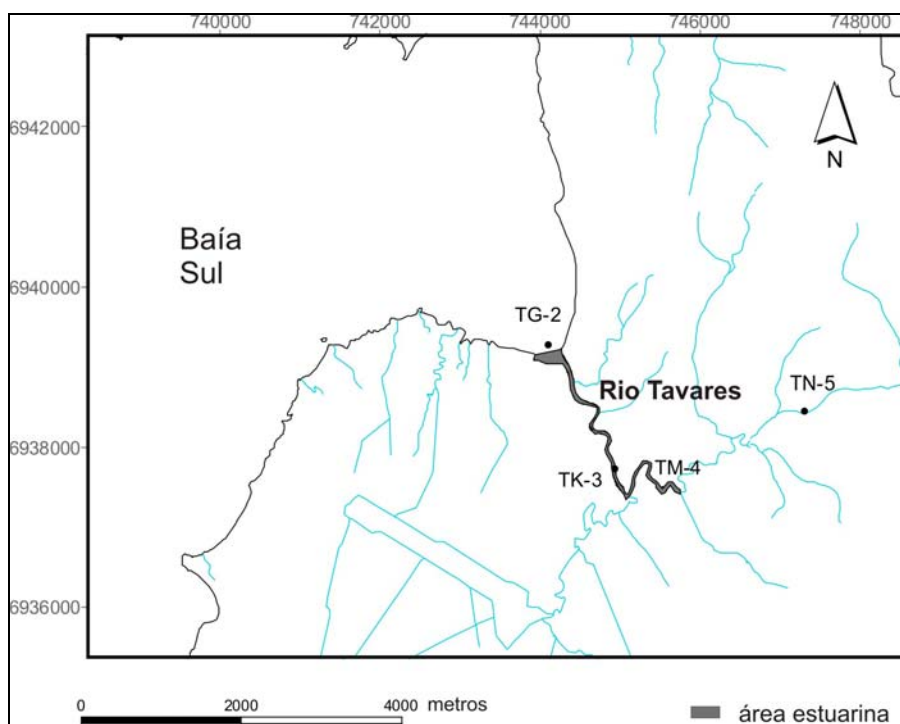 740000 742000 744000 746000 748000
6942000
N
Baía
Sul
6940000
TG-2
Rio Tavares
TN-5
6938000
TK-3
TM-4
6936000
0 2000 4000 metros
área estuarina